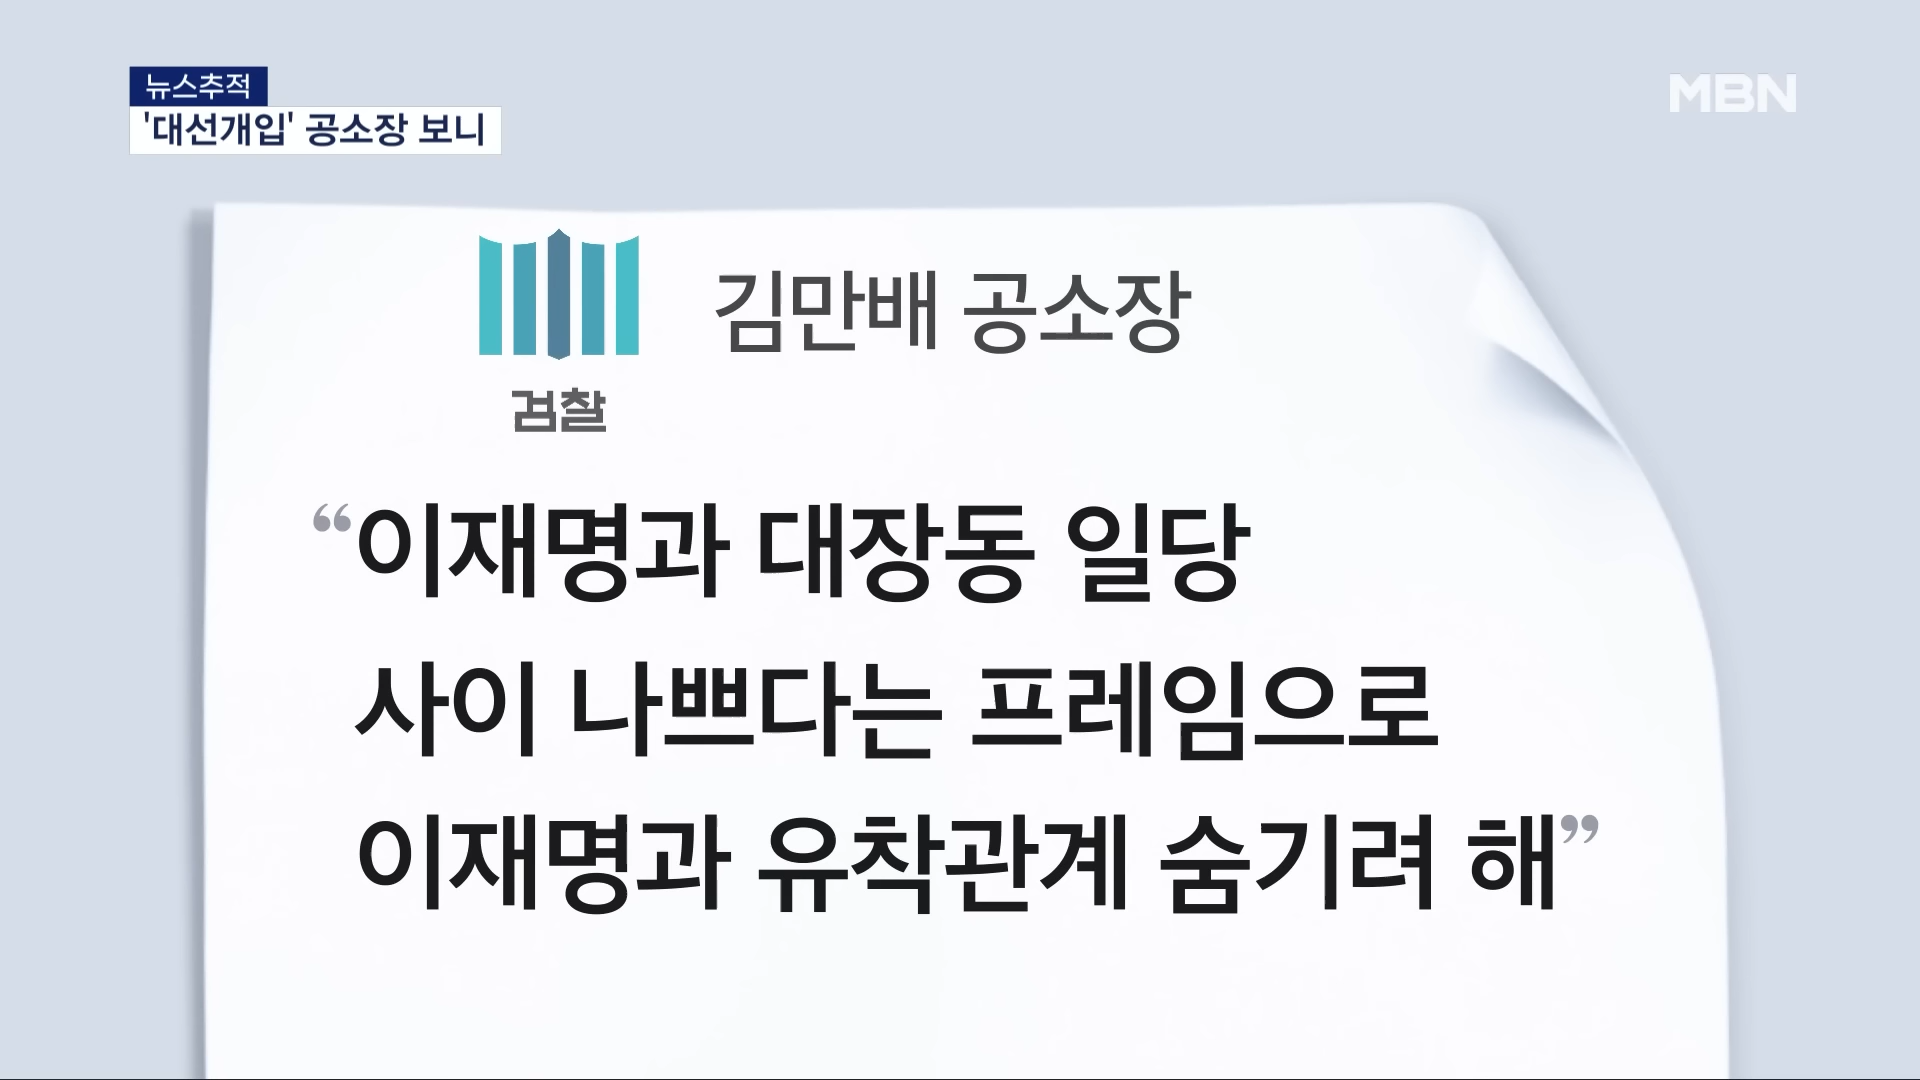 뉴스추적
'대선개입' 공소장 보니
MBN
김만배 공소장
검찰
“이재명과 대장동 일당
사이 나쁘다는 프레임으로
이재명과 유착관계 숨기려 해”